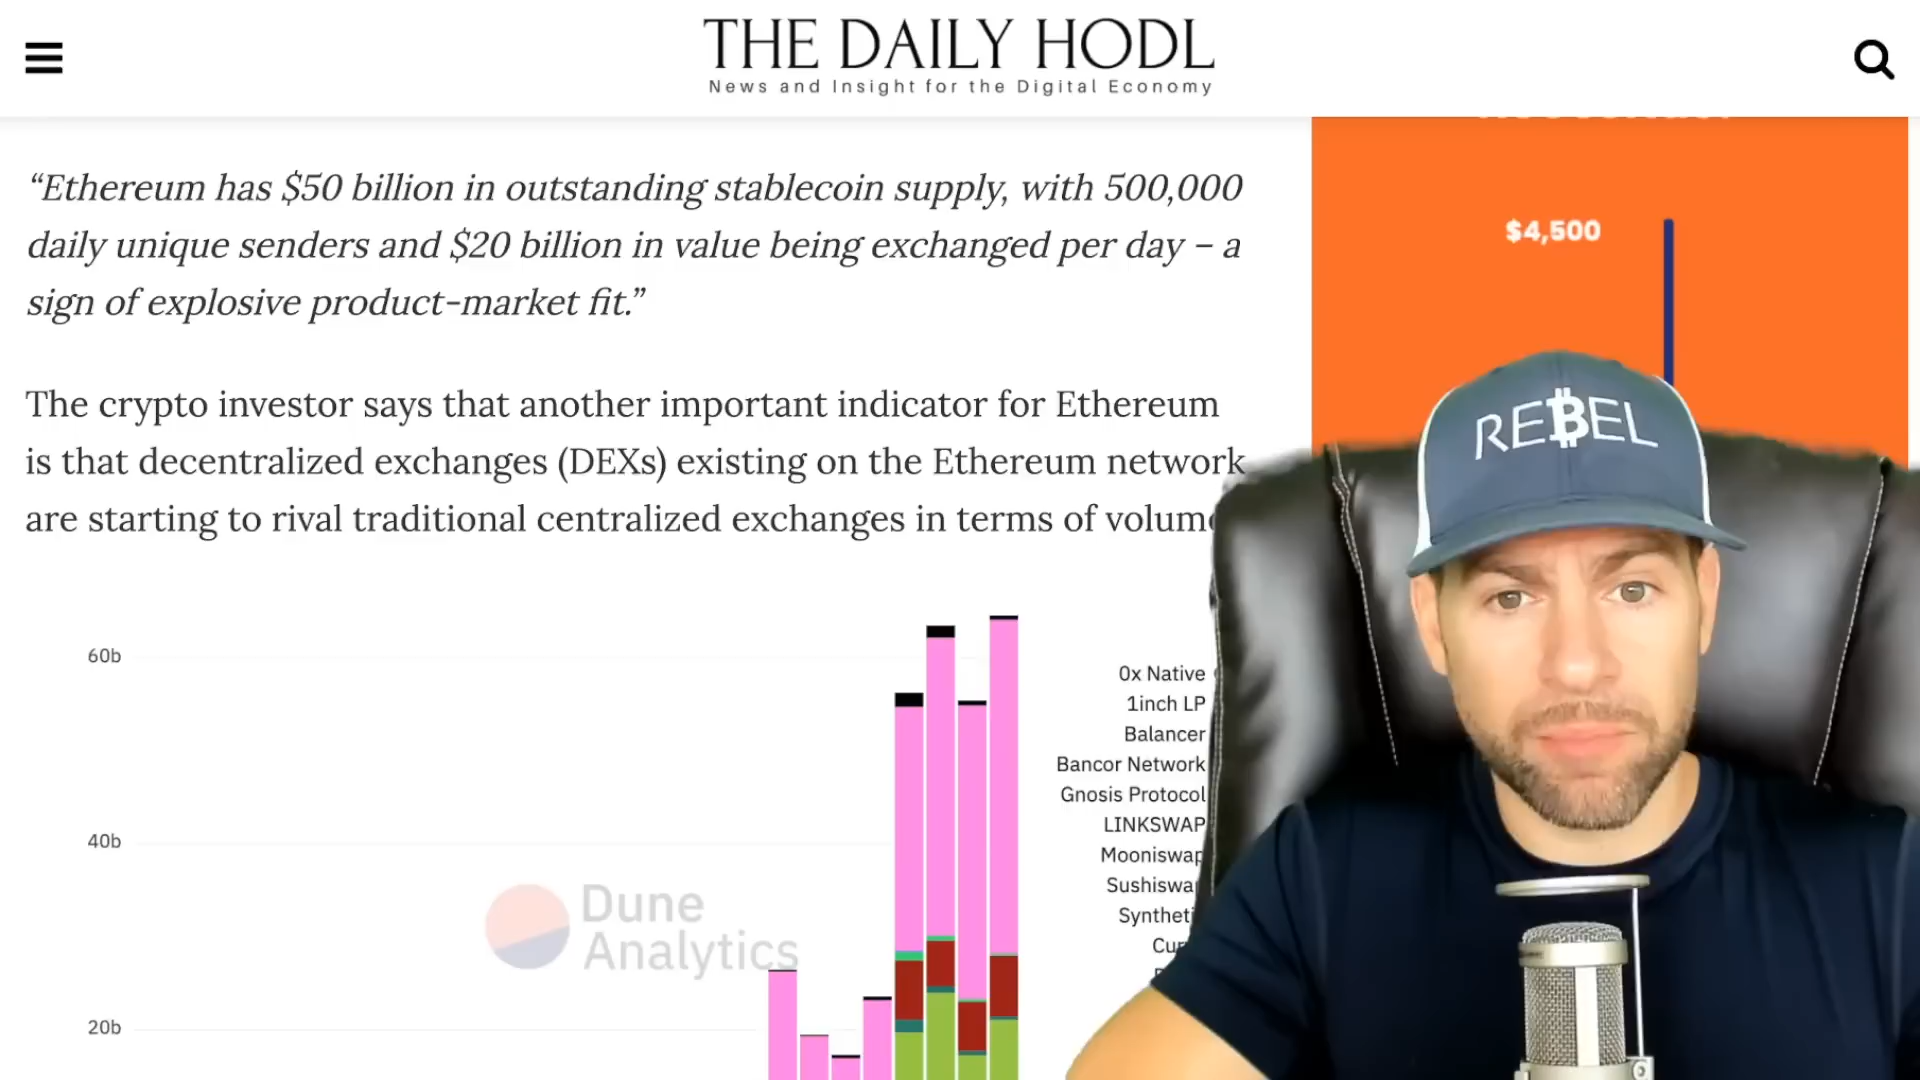 THE DAILY HODL
News and Insight for the Digital Economy
“Ethereum has $50 billion in outstanding stablecoin supply, with 500,000
daily unique senders and $20 billion in value being exchanged per day – a
sign of explosive product-market fit.”
$4,500
The crypto investor says that another important indicator for Ethereum
is that decentralized exchanges (DEXs) existing on the Ethereum network
are starting to rival traditional centralized exchanges in terms of
REBEL
60b
40b
20b
Dune
Analytics
0x Native
1inch LP
Balancer
Bancor Network
Gnosis Protocol
LINKSWAP
Mooniswap